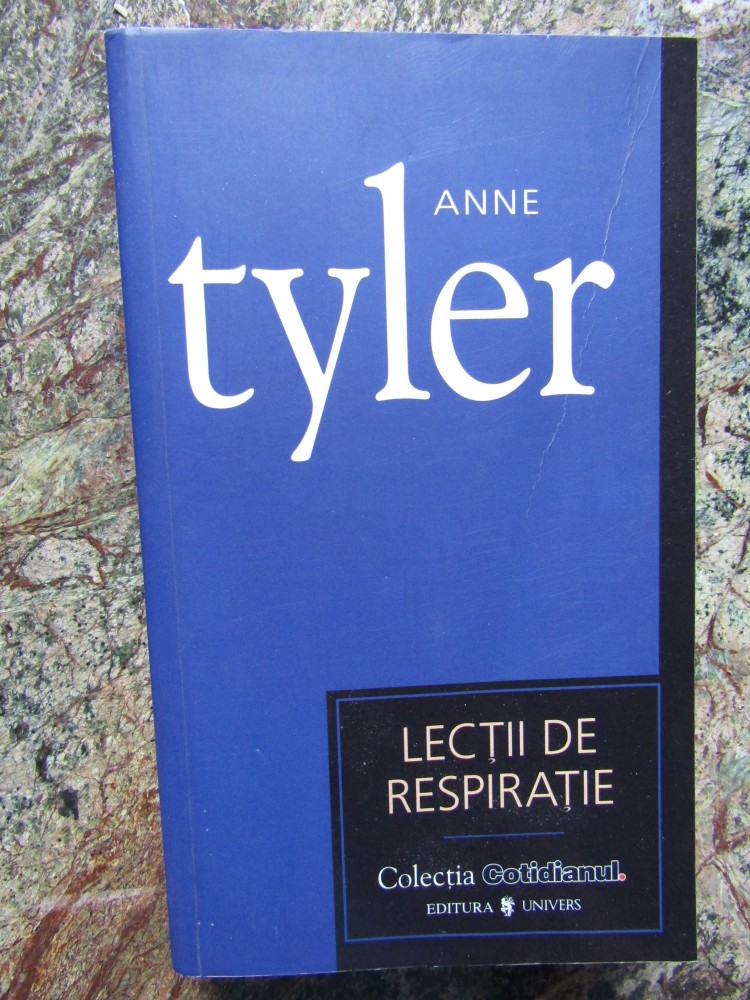 ANNE
tyler
LECȚII DE
RESPIRAȚIE
Colecția Cotidianul.
EDITURA UNIVERS